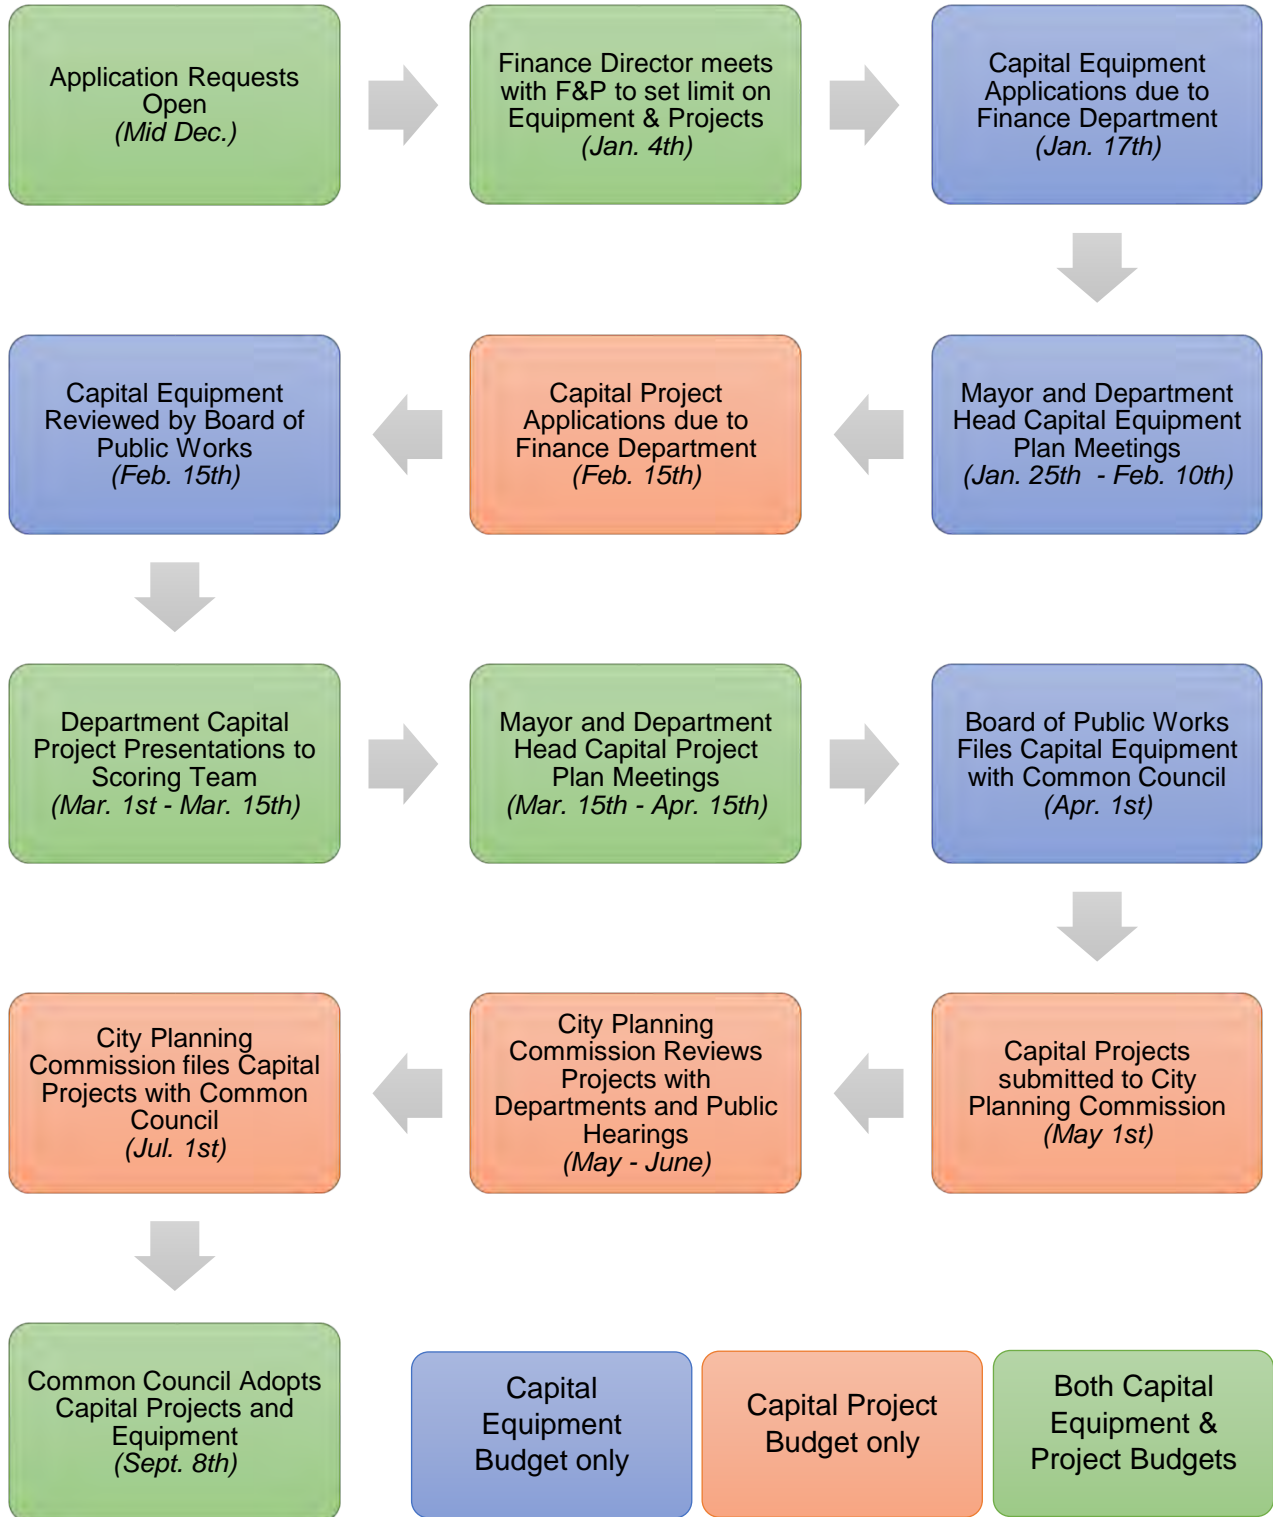 Application Requests
Open
(Mid Dec.)
Finance Director meets
with F&P to set limit on
Equipment & Projects
(Jan. 4th)
Capital Equipment
Applications due to
Finance Department
(Jan. 17th)
Mayor and Department
Head Capital Equipment
Plan Meetings
(Jan. 25th  - Feb. 10th)
Capital Project
Applications due to
Finance Department
(Feb. 15th)
Capital Equipment
Reviewed by Board of
Public Works
(Feb. 15th)
Department Capital
Project Presentations to
Scoring Team
(Mar. 1st - Mar. 15th)
Mayor and Department
Head Capital Project
Plan Meetings
(Mar. 15th - Apr. 15th)
Board of Public Works
Files Capital Equipment
with Common Council
(Apr. 1st)
Capital Projects
submitted to City
Planning Commission
(May 1st)
City Planning
Commission Reviews
Projects with
Departments and Public
Hearings
(May - June)
City Planning
Commission files Capital
Projects with Common
Council
(Jul. 1st)
Common Council Adopts
Capital Projects and
Equipment
(Sept. 8th)
Capital
Equipment
Budget only
Capital Project
Budget only
Both Capital
Equipment &
Project Budgets